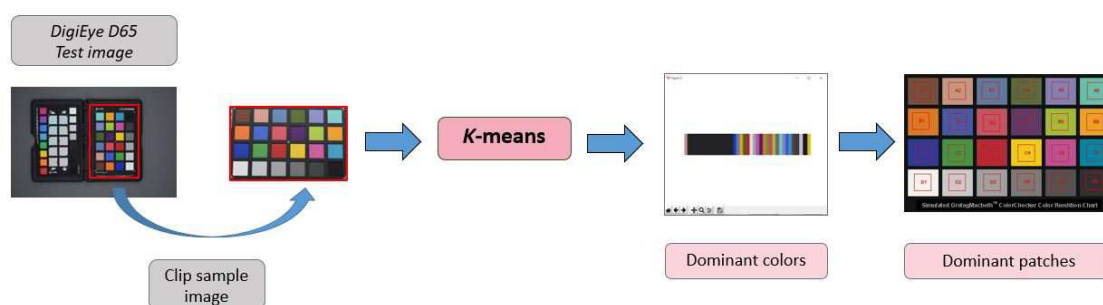 DigiEye D65
Test image
Clip sample
image
K-means
Dominant colors
Simulated GretagMacbeth™ ColorChecker Color Rendition Chart
Dominant patches